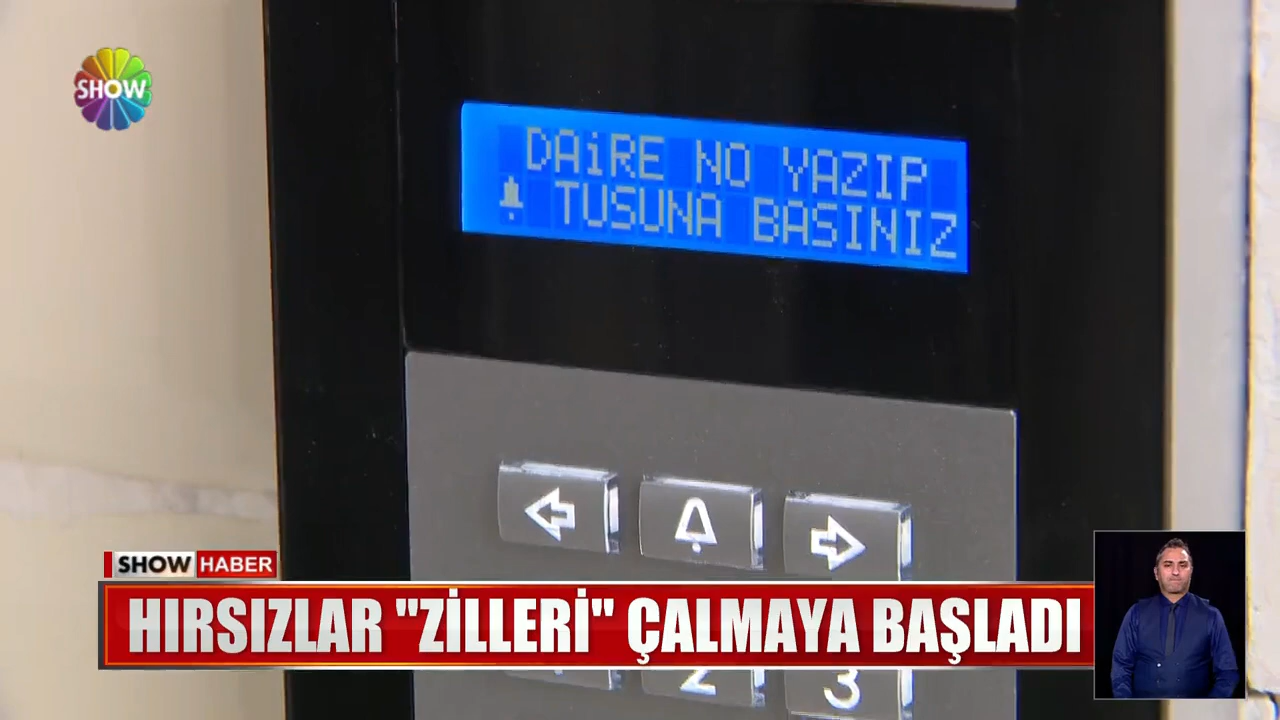 SHOW
DAiRE NO YAZIP
TUSUNA BASINIZ
SHOW HABER
HIRSIZLAR "ZİLLERİ" ÇALMAYA BAŞLADI
2 3